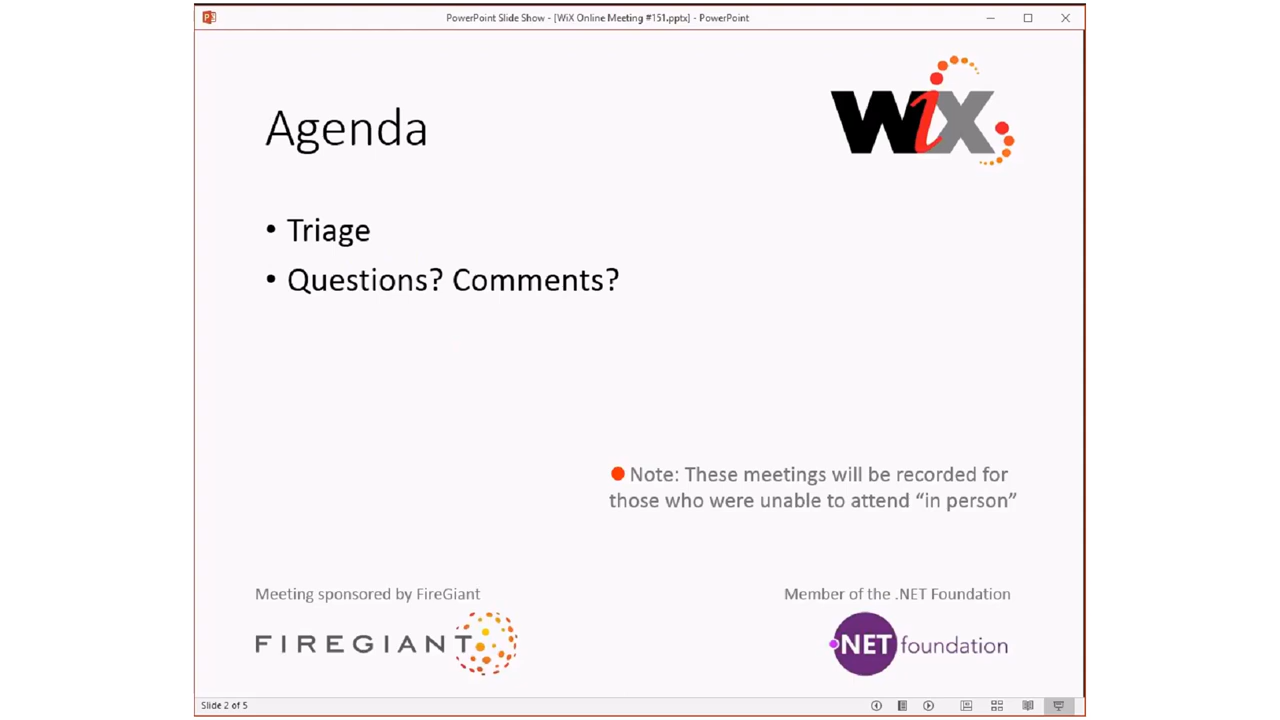 PowerPoint Slide Show - [WiX Online Meeting #151.pptx] - PowerPoint
WiX
Agenda
• Triage
• Questions? Comments?
Note: These meetings will be recorded for
those who were unable to attend “in person”
Meeting sponsored by FireGiant
FIREGIANT
Member of the .NET Foundation
.NET foundation
Slide 2 of 5